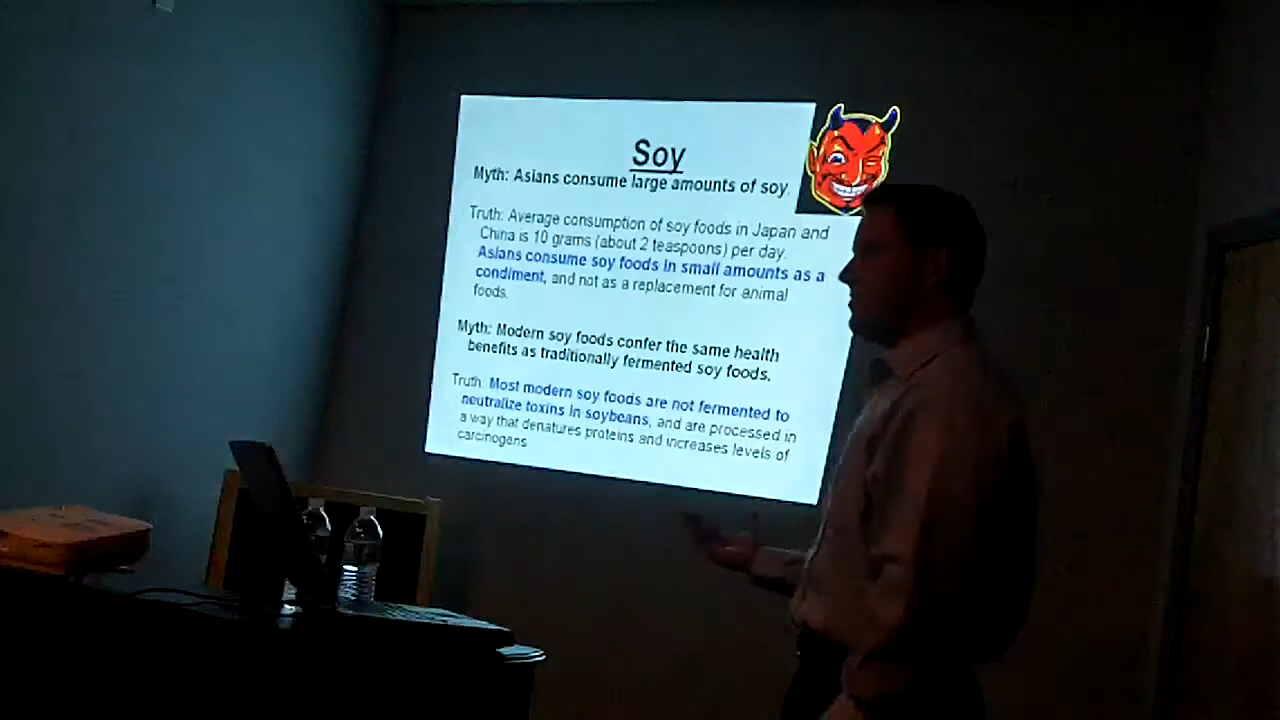 Soy
Myth: Asians consume large amounts of soy.
Truth: Average consumption of soy foods in Japan and
China is 10 grams (about 2 teaspoons) per day.
Asians consume soy foods in small amounts as a
condiment, and not as a replacement for animal
foods.
Myth: Modern soy foods confer the same health
benefits as traditionally fermented soy foods.
Truth: Most modern soy foods are not fermented to
neutralize toxins in soybeans, and are processed in
a way that denatures proteins and increases levels of
carcinogens